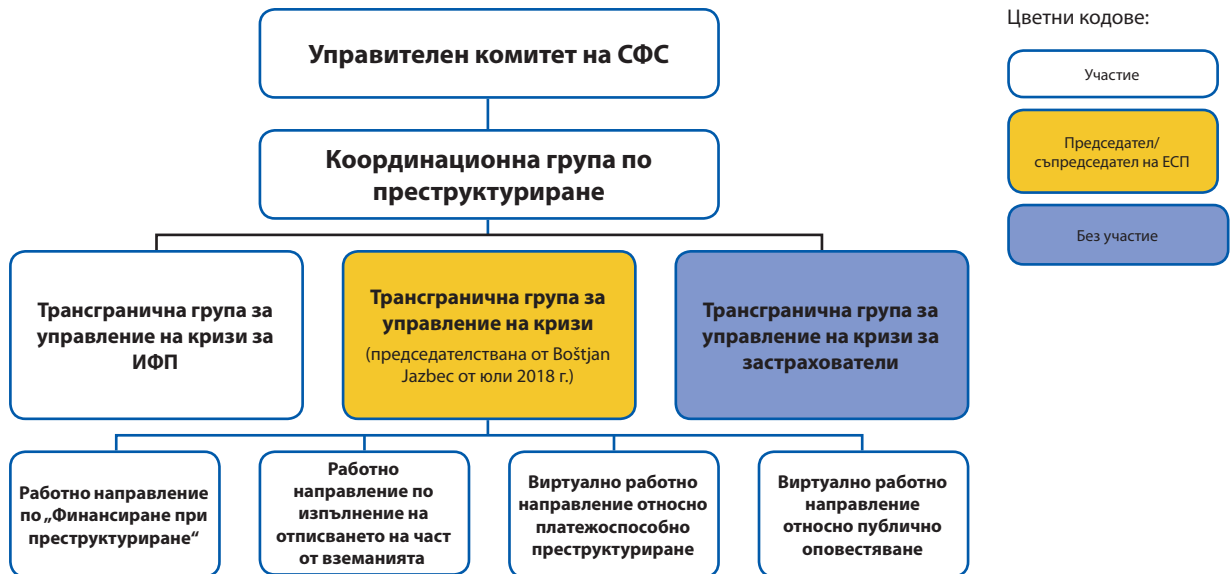 Управителен комитет на СФС
Координационна група по
преструктуриране
Трансгранична група за
управление на кризи за
ИФП
Трансгранична група за
управление на кризи
(председателствана от Boštjan
Jazbec от юли 2018 г.)
Трансгранична група за
управление на кризи за
застрахователи
Работно направление
по „Финансиране при
преструктуриране“
Работно
направление по
изпълнение на
отписването на част
от вземанията
Виртуално работно
направление относно
платежоспособно
преструктуриране
Виртуално работно
направление
относно публично
оповестяване
Цветни кодове:
Участие
Председател/
съпредседател на ЕСП
Без участие